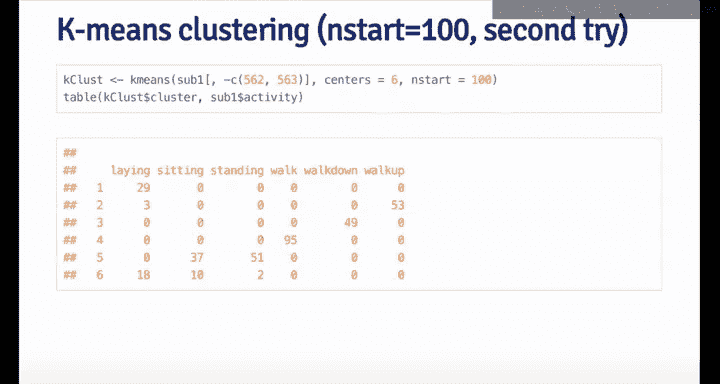 K-means clustering (nstart=100, second try)
kClust <- kmeans(sub1[, -c(562, 563)], centers = 6, nstart = 100)
table(kClust$cluster, sub1$activity)
##
##     laying sitting standing walk walkdown walkup
##   1     29       0        0    0        0      0
##   2      3       0        0    0        0     53
##   3      0       0        0    0       49      0
##   4      0       0        0   95        0      0
##   5      0      37       51    0        0      0
##   6     18      10        2    0        0      0